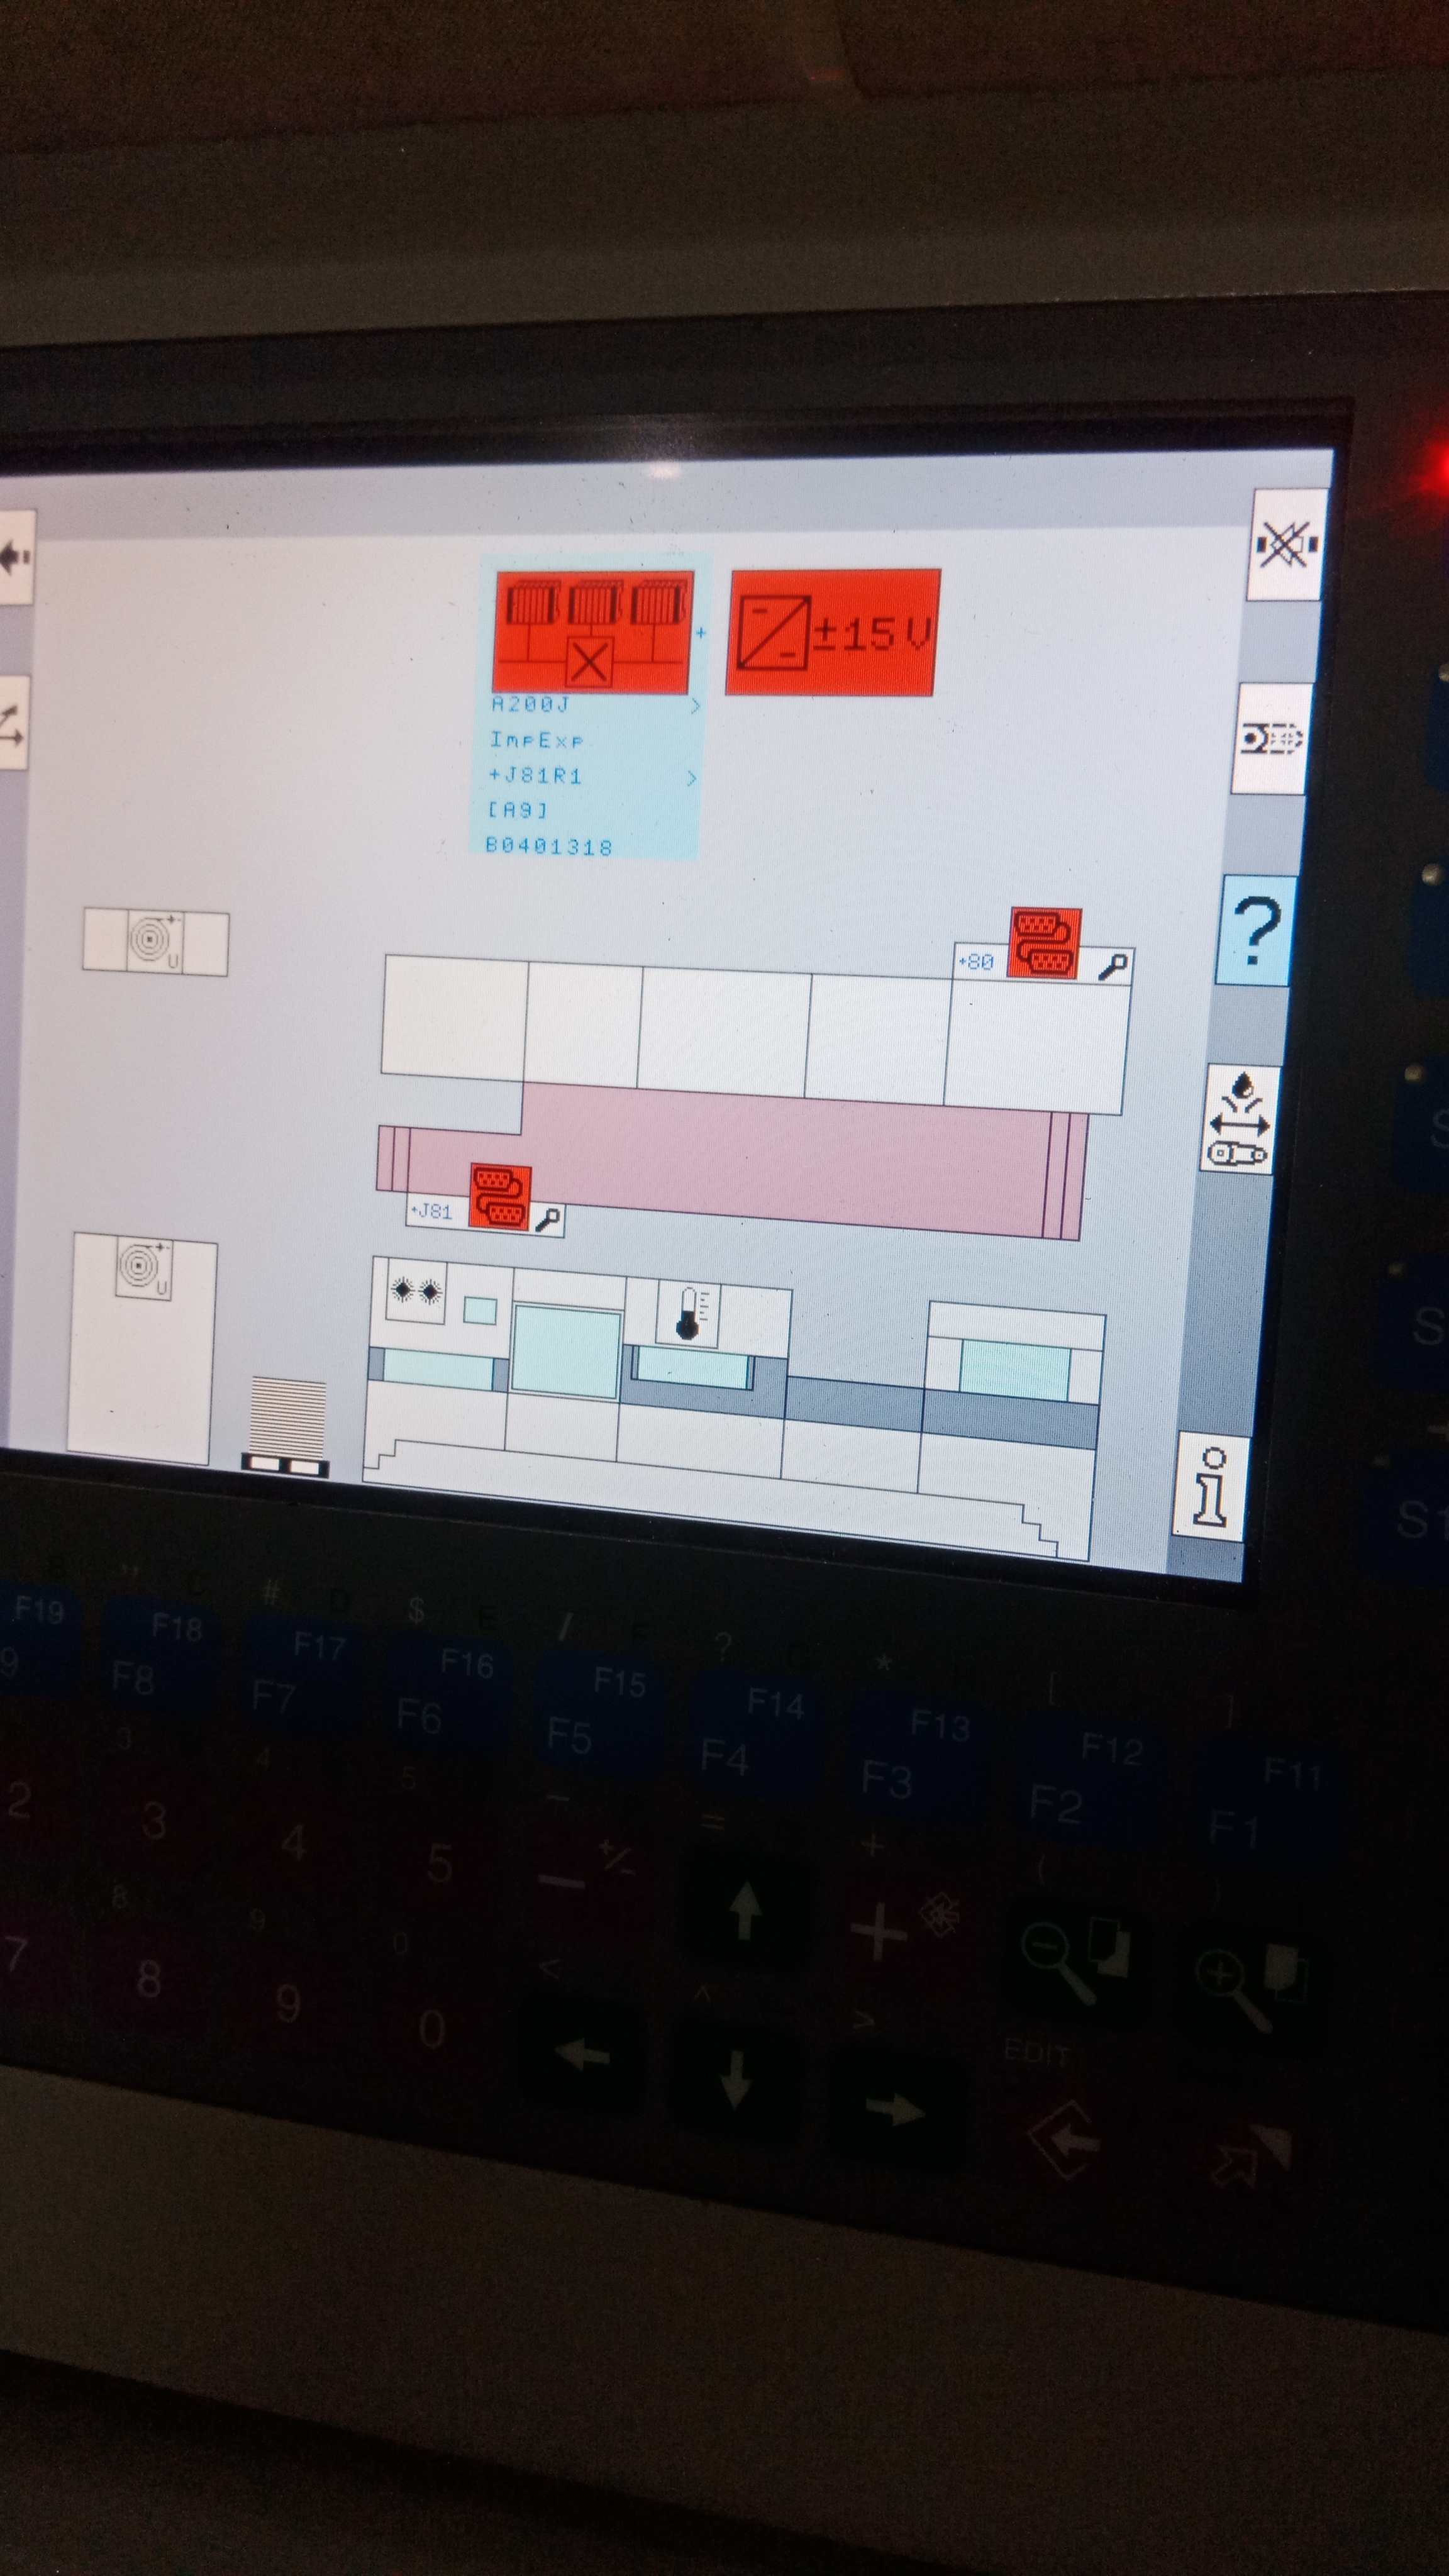 ±15V
A200J >
ImpExp
+J81R1 >
[A9]
B0401318
+80
U
?
+J81
U
i
F19 F18 F17 F16 F15 F14 F13 F12 F11
9 F8 F7 F6 F5 F4 F3 F2 F1
2 3 4 5
7 8 9 0
EDIT